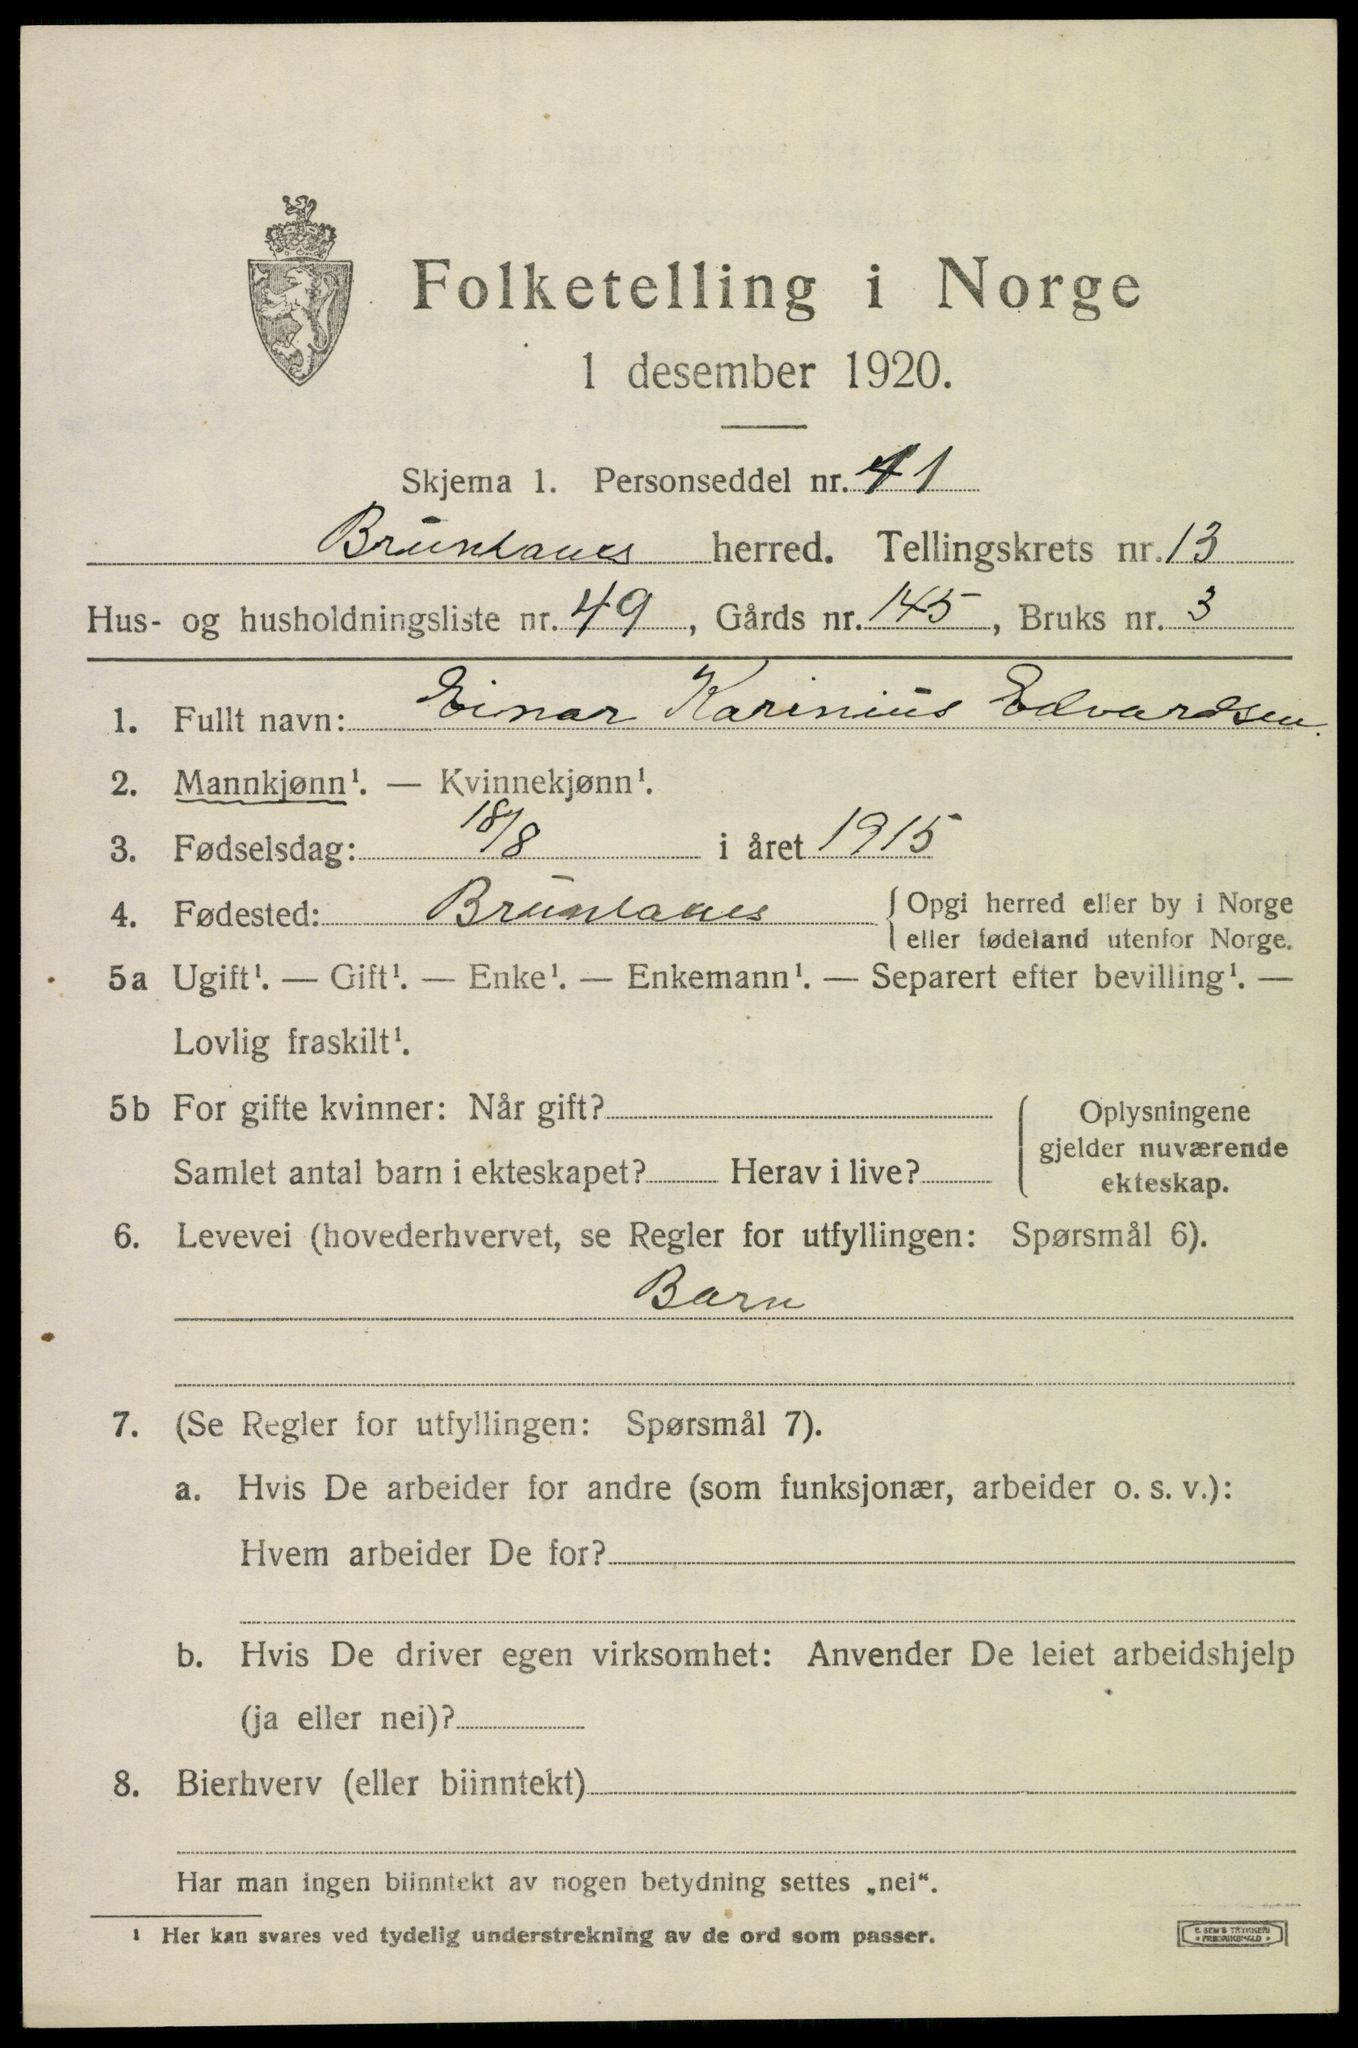 Folketelling i Norge
1 desember 1920.
Skjema 1. Personseddel nr. 41
Brunlanes herred. Tellingskrets nr. 13
Hus- og husholdningsliste nr. 49, Gårds nr. 145, Bruks nr. 3
1. Fullt navn: Einar Karinius Edvardsen.
2. Mannkjønn¹. — Kvinnekjønn¹.
3. Fødselsdag: 18/8 i året 1915
4. Fødested: Brunlanes { Opgi herred eller by i Norge
eller fødeland utenfor Norge.
5a Ugift¹. — Gift¹. — Enke¹. — Enkemann¹. — Separert efter bevilling¹. —
Lovlig fraskilt¹.
5b For gifte kvinner: Når gift?
Samlet antal barn i ekteskapet? Herav i live?
Oplysningene
gjelder nuværende
ekteskap.
6. Levevei (hovederhvervet, se Regler for utfyllingen: Spørsmål 6).
Barn
7. (Se Regler for utfyllingen: Spørsmål 7).
a. Hvis De arbeider for andre (som funksjonær, arbeider o. s. v.):
Hvem arbeider De for?
b. Hvis De driver egen virksomhet: Anvender De leiet arbeidshjelp
(ja eller nei)?
8. Bierhverv (eller biinntekt)
Har man ingen biinntekt av nogen betydning settes „nei“.
¹ Her kan svares ved tydelig understrekning av de ord som passer.
E. SEM'S TRYKKERI
• FREDRIKSHALD •